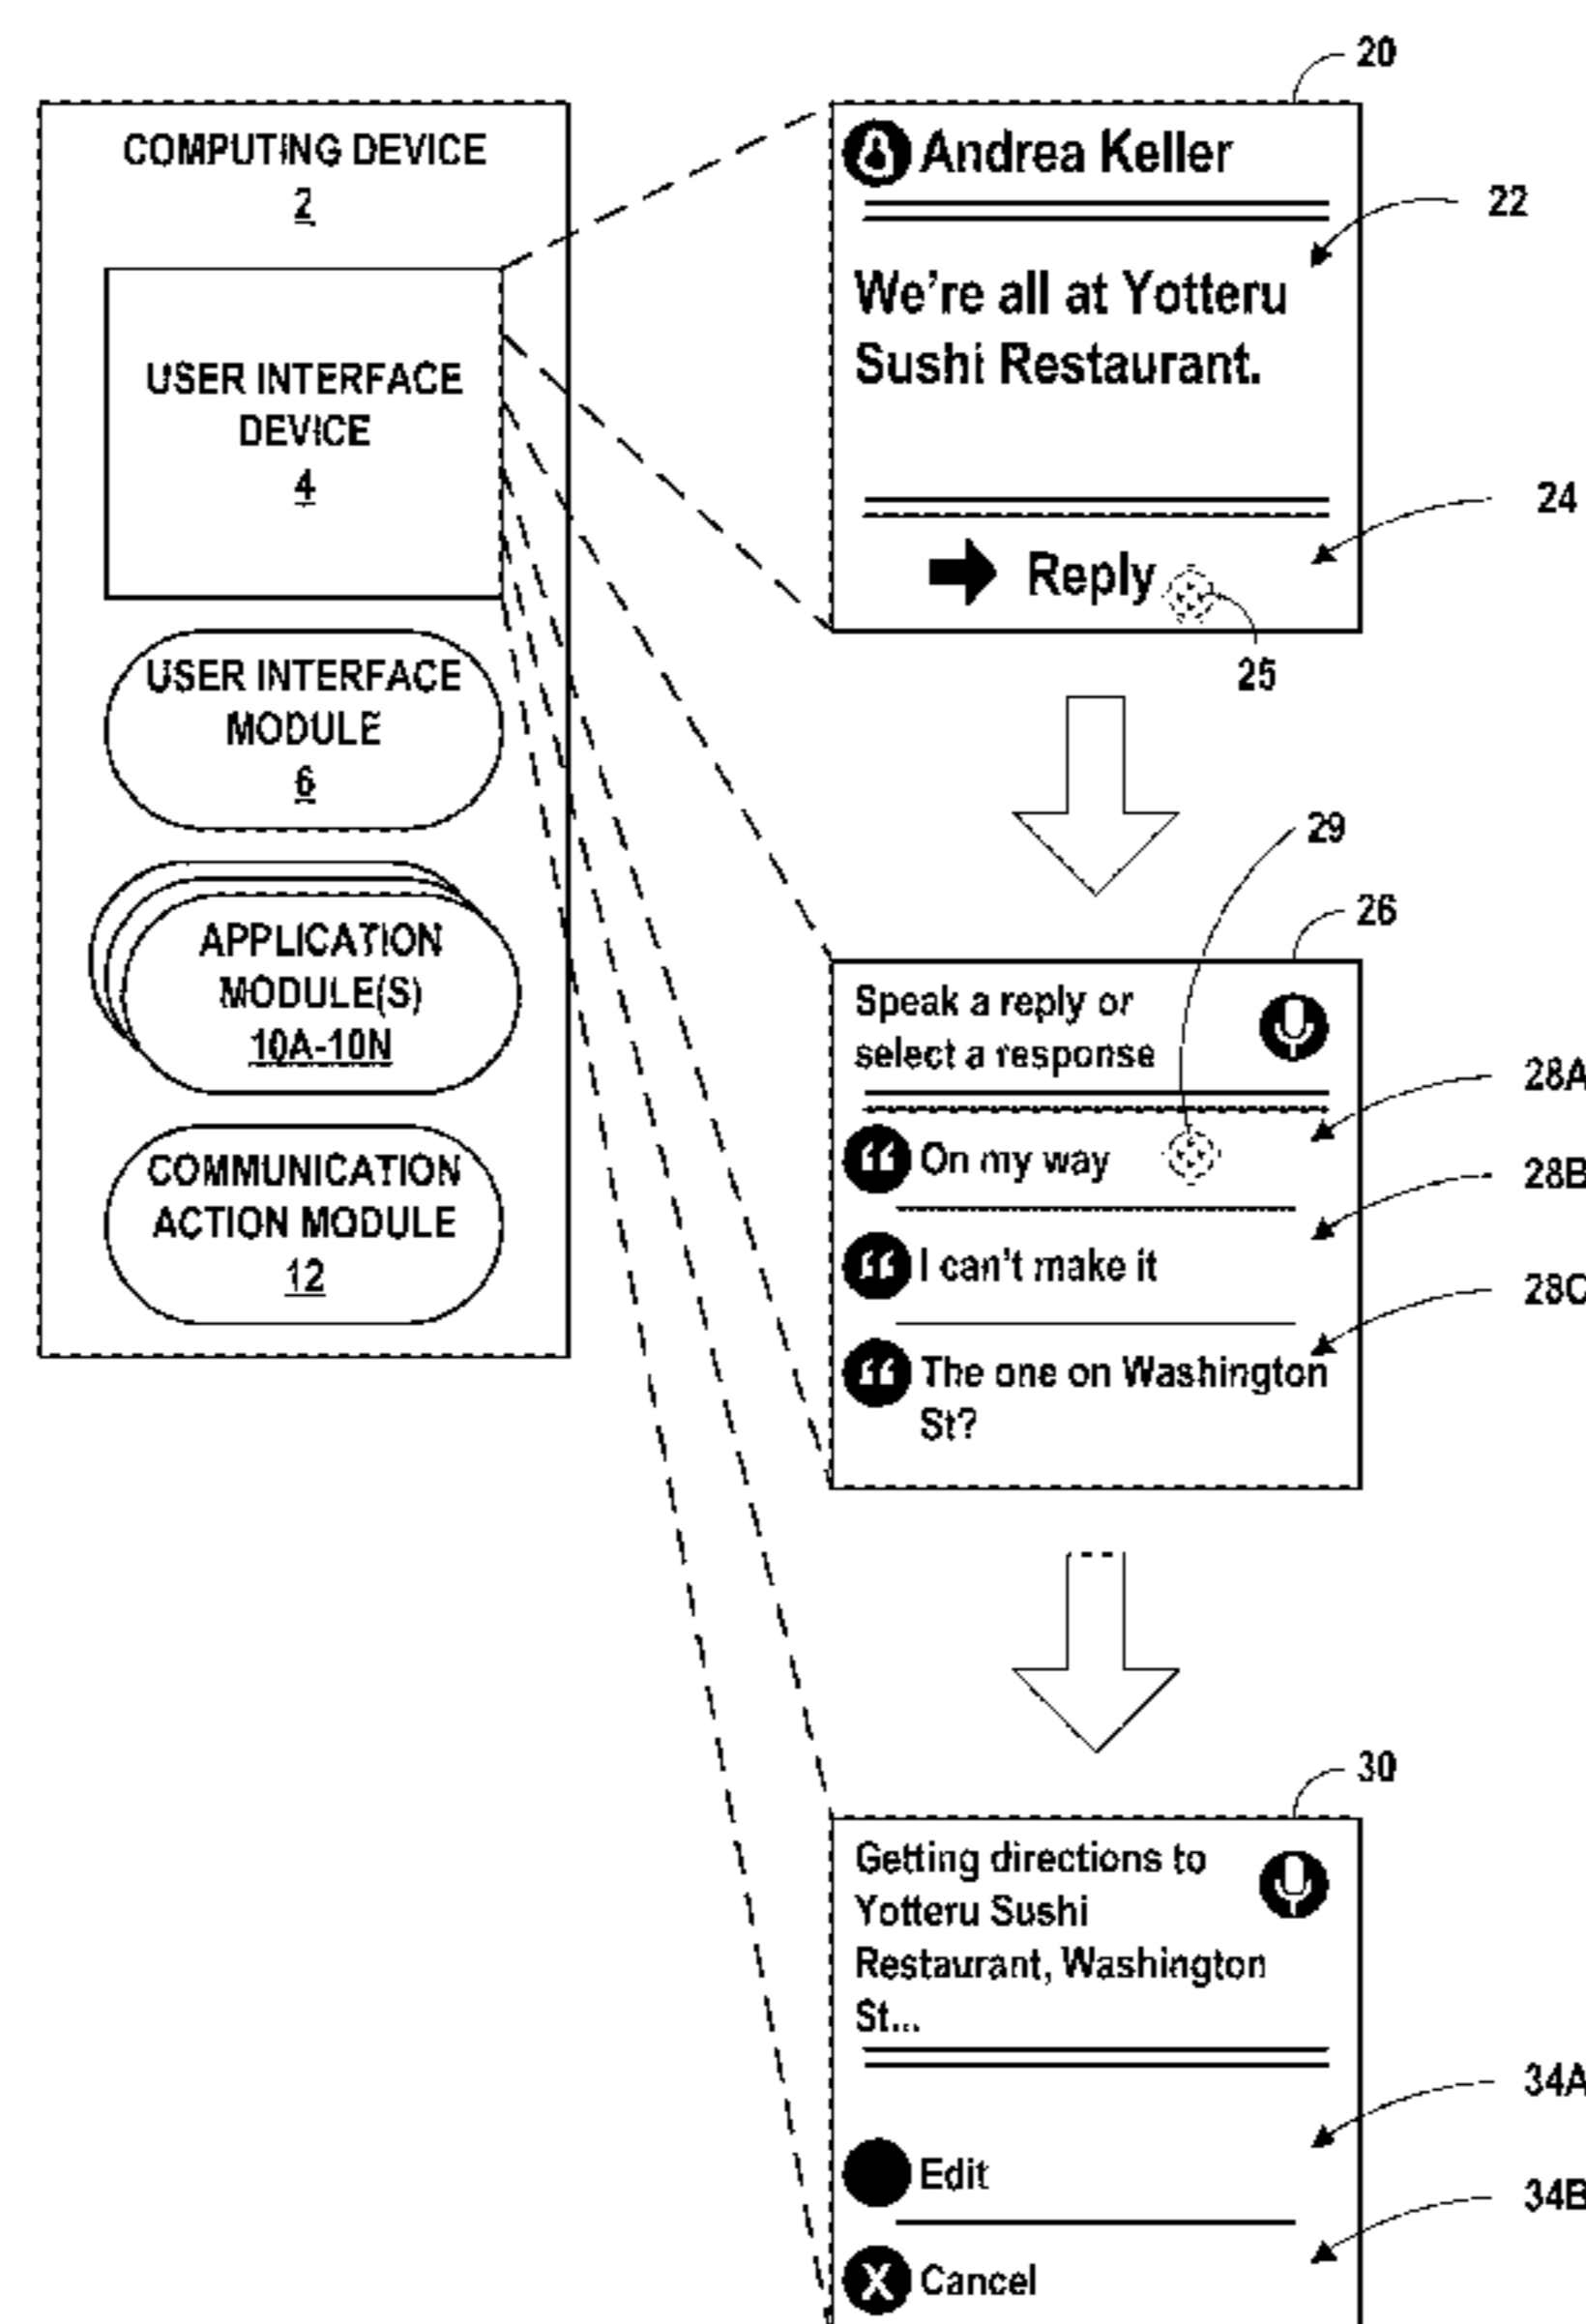 COMPUTING DEVICE
2
USER INTERFACE
DEVICE
4
USER INTERFACE
MODULE
6
APPLICATION
MODULE(S)
10A-10N
COMMUNICATION
ACTION MODULE
12
20
Andrea Keller
22
We're all at Yotteru
Sushi Restaurant.
24
Reply
25
29
26
Speak a reply or
select a response
28A
On my way
28B
I can't make it
28C
The one on Washington
St?
30
Getting directions to
Yotteru Sushi
Restaurant, Washington
St...
34A
Edit
34B
X Cancel